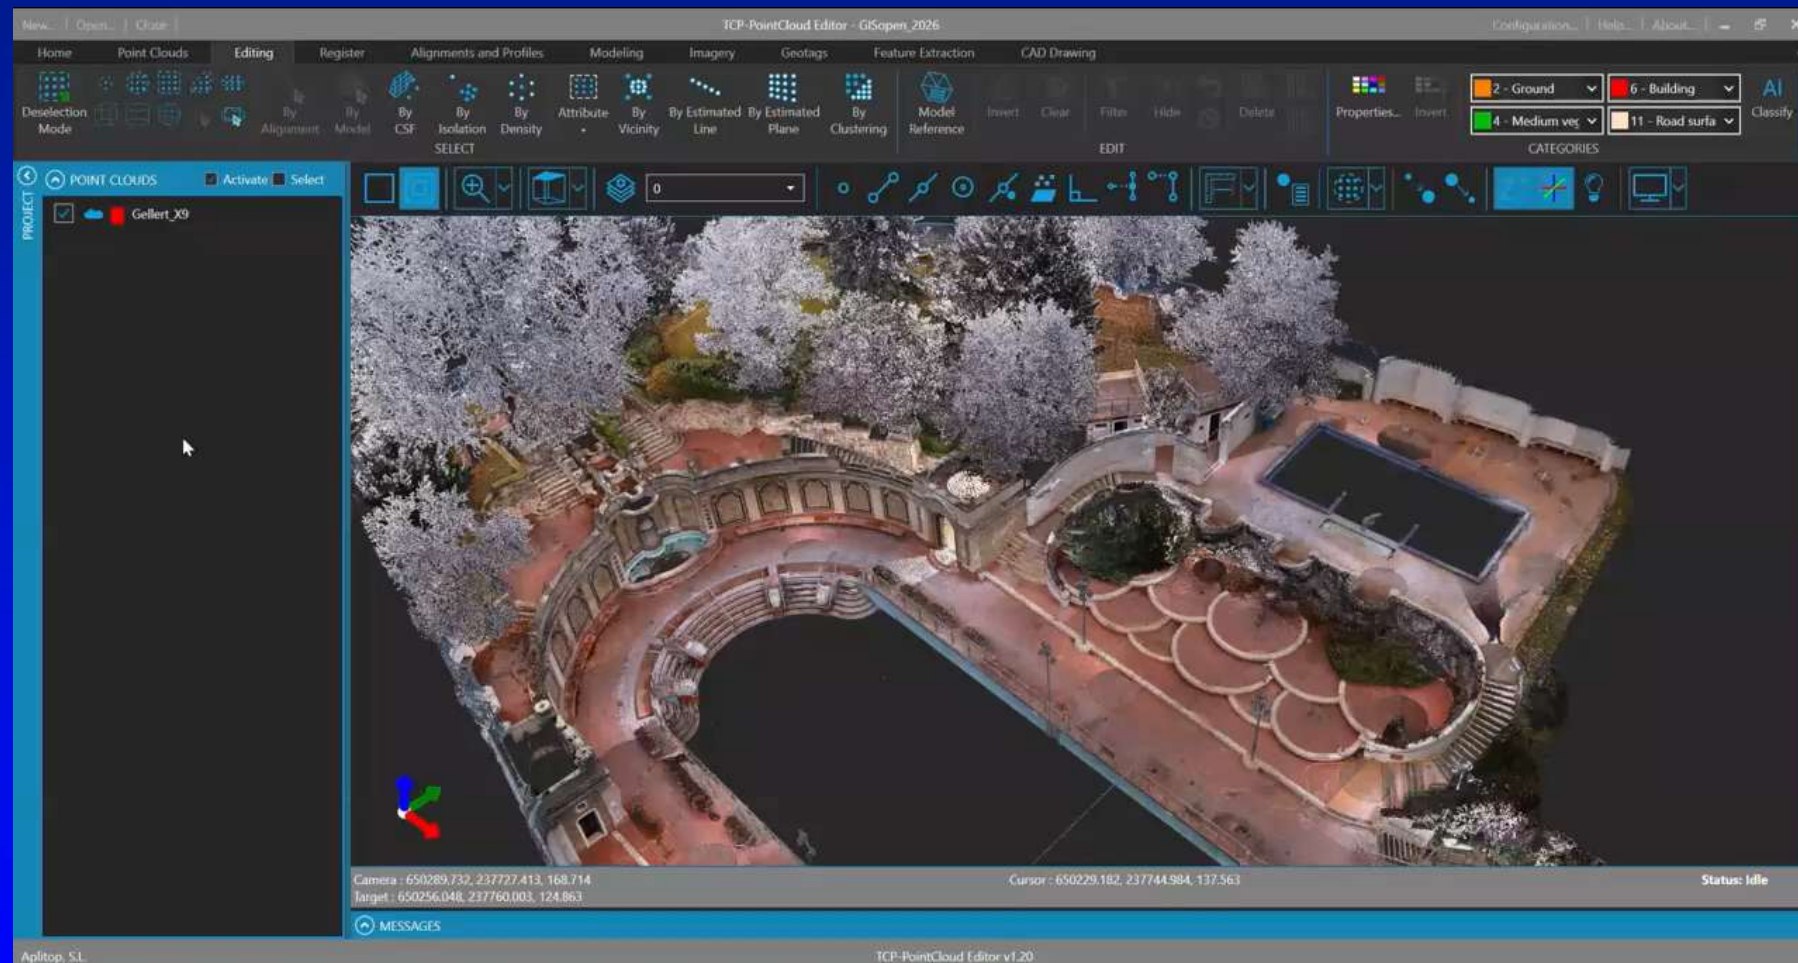 New... | Open... | Close
TCP-PointCloud Editor - GISopen_2026
Configuration... | Help... | About...
Home Point Clouds Editing Register Alignments and Profiles Modeling Imagery Geotags Feature Extraction CAD Drawing
Deselection Mode
By Alignment
By Model
By CSF
By Isolation
By Density
Attribute
By Vicinity
By Estimated Line
By Estimated Plane
By Clustering
Model Reference
Invert
Clear
Filter
Hide
Delete
Properties...
Invert
2 - Ground
6 - Building
4 - Medium veg
11 - Road surfa
AI Classify
SELECT
EDIT
CATEGORIES
PROJECT
POINT CLOUDS Activate Select
0
Gellert_X9
Camera : 650289.732, 237727.413, 168.714
Target : 650256.048, 237760.003, 124.863
Cursor : 650229.182, 237744.984, 137.563
Status: Idle
MESSAGES
Aplitop, S.L.
TCP-PointCloud Editor v1.20